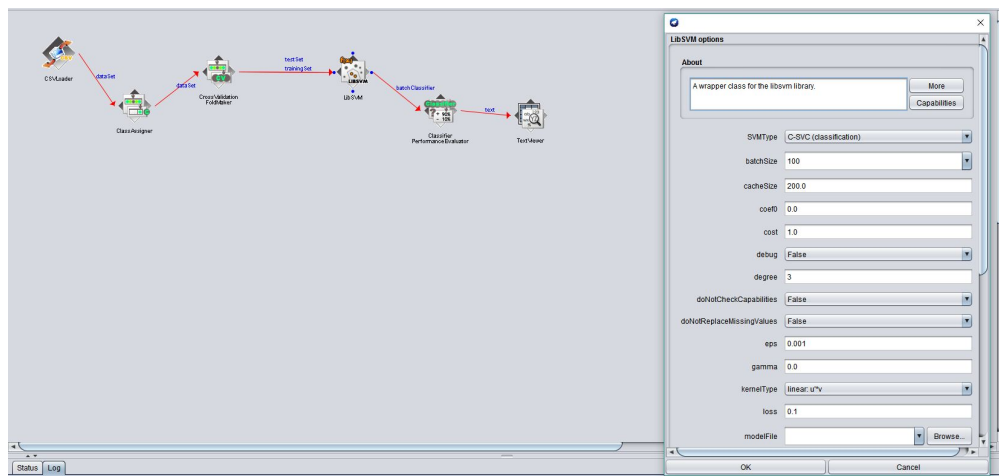 CSVLoader
dataSet
ClassAssigner
dataSet
CrossValidation
FoldMaker
testSet
trainingSet
LIBSVM
LibSVM
batchClassifier
Classifier
PerformanceEvaluator
text
TextViewer
Status
Log
LibSVM options
About
A wrapper class for the libsvm library.
More
Capabilities
SVMType C-SVC (classification)
batchSize 100
cacheSize 200.0
coef0 0.0
cost 1.0
debug False
degree 3
doNotCheckCapabilities False
doNotReplaceMissingValues False
eps 0.001
gamma 0.0
kernelType linear: u'*v
loss 0.1
modelFile Browse...
OK Cancel